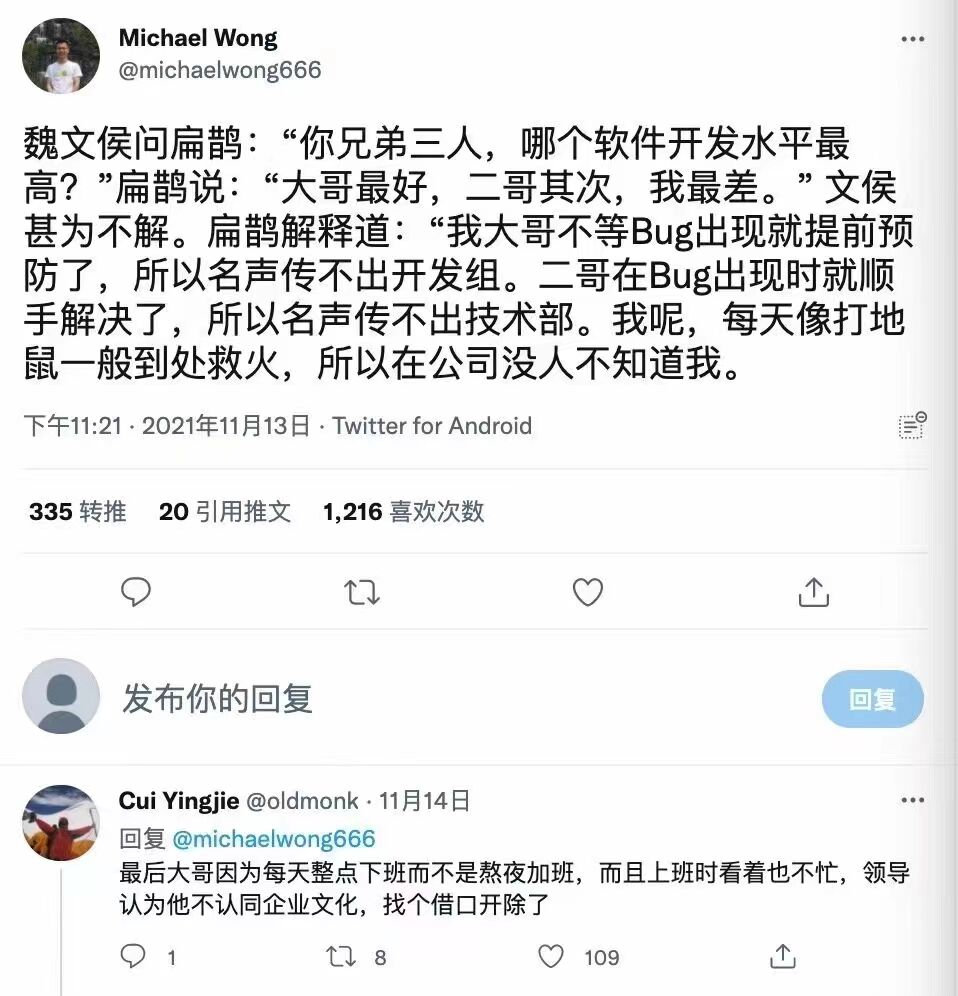 Michael Wong
@michaelwong666
魏文侯问扁鹊：“你兄弟三人，哪个软件开发水平最
高？”扁鹊说：“大哥最好，二哥其次，我最差。” 文侯
甚为不解。扁鹊解释道：“我大哥不等Bug出现就提前预
防了，所以名声传不出开发组。二哥在Bug出现时就顺
手解决了，所以名声传不出技术部。我呢，每天像打地
鼠一般到处救火，所以在公司没人不知道我。
下午11:21 · 2021年11月13日 · Twitter for Android
335 转推 20 引用推文 1,216 喜欢次数
发布你的回复
回复
Cui Yingjie @oldmonk · 11月14日
回复 @michaelwong666
最后大哥因为每天整点下班而不是熬夜加班，而且上班时看着也不忙，领导
认为他不认同企业文化，找个借口开除了
1 8 109